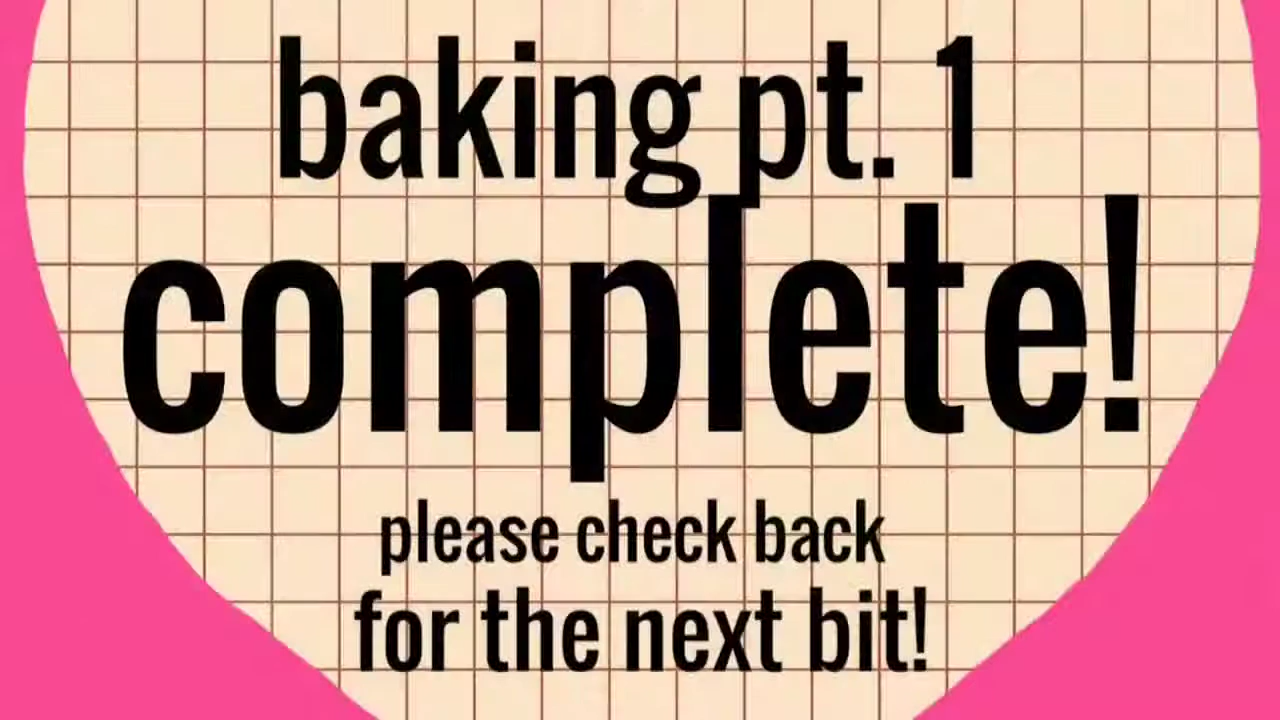 baking pt. 1
complete!
please check back
for the next bit!